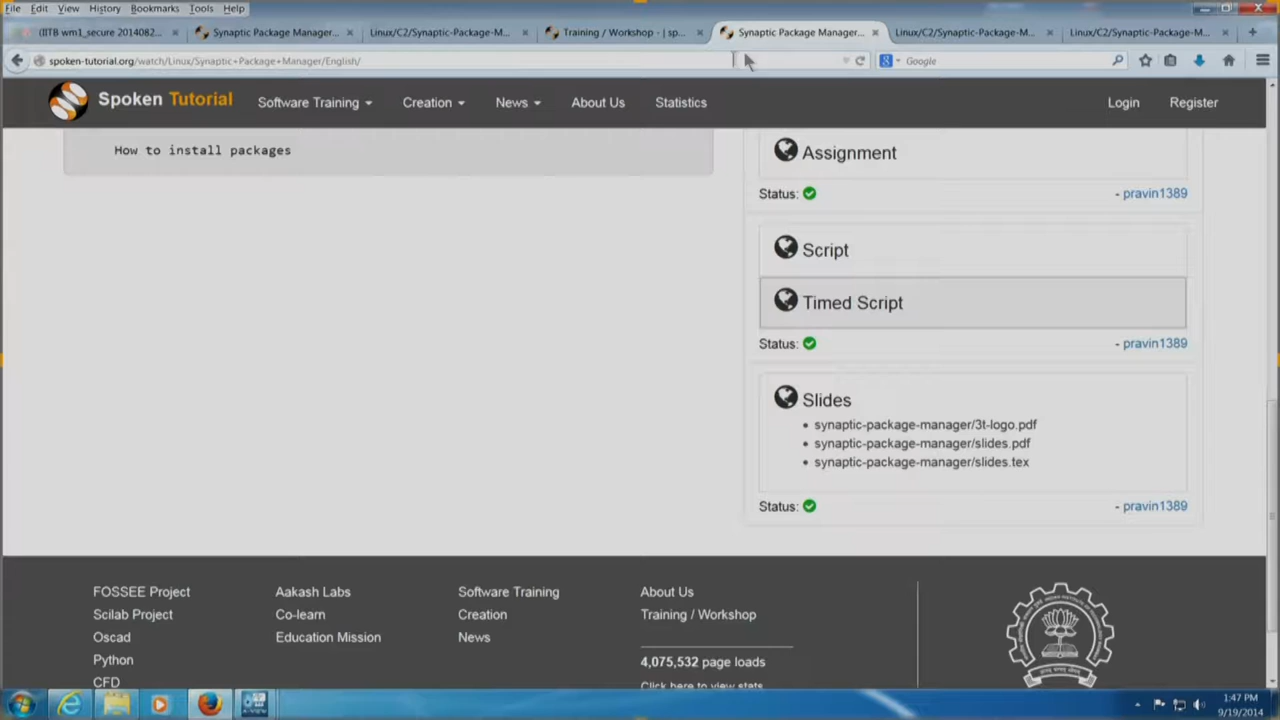 File Edit View History Bookmarks Tools Help
(IITB wm1_secure 2014082... × Synaptic Package Manager... × Linux/C2/Synaptic-Package-M... × Training / Workshop - | sp... × Synaptic Package Manager... × Linux/C2/Synaptic-Package-M... × Linux/C2/Synaptic-Package-M... × +
spoken-tutorial.org/watch/Linux/Synaptic+Package+Manager/English/ Google
Spoken Tutorial Software Training Creation News About Us Statistics Login Register
How to install packages
Assignment
Status: - pravin1389
Script
Timed Script
Status: - pravin1389
Slides
• synaptic-package-manager/3t-logo.pdf
• synaptic-package-manager/slides.pdf
• synaptic-package-manager/slides.tex
Status: - pravin1389
FOSSEE Project Aakash Labs Software Training About Us
Scilab Project Co-learn Creation Training / Workshop
Oscad Education Mission News
Python
4,075,532 page loads
CFD
Click here to view stats
1:47 PM
9/19/2014